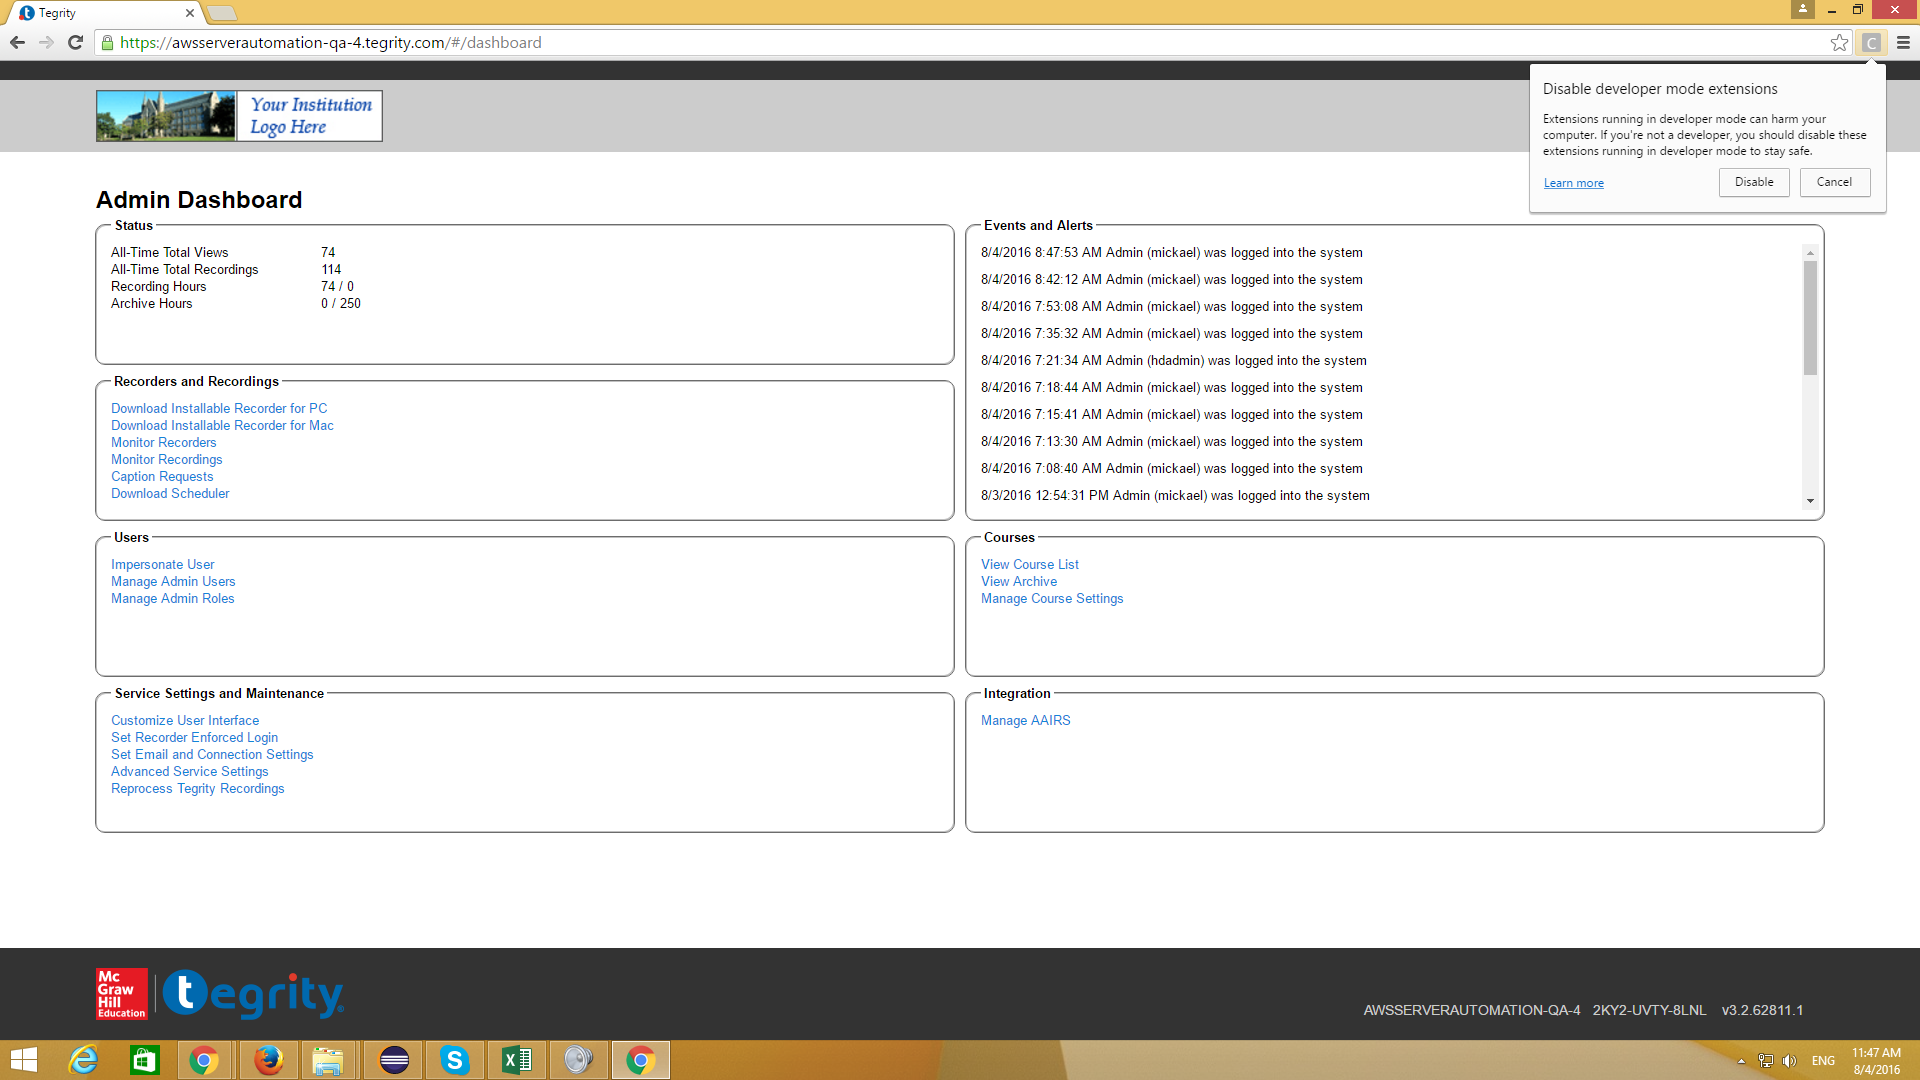 Tegrity
https://awsserverautomation-qa-4.tegrity.com/#/dashboard
C
Disable developer mode extensions
Extensions running in developer mode can harm your
computer. If you're not a developer, you should disable these
extensions running in developer mode to stay safe.
Learn more
Disable
Cancel
Your Institution
Logo Here
Admin Dashboard
Status
All-Time Total Views 74
All-Time Total Recordings 114
Recording Hours 74 / 0
Archive Hours 0 / 250
Events and Alerts
8/4/2016 8:47:53 AM Admin (mickael) was logged into the system
8/4/2016 8:42:12 AM Admin (mickael) was logged into the system
8/4/2016 7:53:08 AM Admin (mickael) was logged into the system
8/4/2016 7:35:32 AM Admin (mickael) was logged into the system
8/4/2016 7:21:34 AM Admin (hdadmin) was logged into the system
8/4/2016 7:18:44 AM Admin (mickael) was logged into the system
8/4/2016 7:15:41 AM Admin (mickael) was logged into the system
8/4/2016 7:13:30 AM Admin (mickael) was logged into the system
8/4/2016 7:08:40 AM Admin (mickael) was logged into the system
8/3/2016 12:54:31 PM Admin (mickael) was logged into the system
Recorders and Recordings
Download Installable Recorder for PC
Download Installable Recorder for Mac
Monitor Recorders
Monitor Recordings
Caption Requests
Download Scheduler
Users
Impersonate User
Manage Admin Users
Manage Admin Roles
Courses
View Course List
View Archive
Manage Course Settings
Service Settings and Maintenance
Customize User Interface
Set Recorder Enforced Login
Set Email and Connection Settings
Advanced Service Settings
Reprocess Tegrity Recordings
Integration
Manage AAIRS
Mc
Graw
Hill
Education
tegrity
AWSSERVERAUTOMATION-QA-4 2KY2-UVTY-8LNL v3.2.62811.1
ENG
11:47 AM
8/4/2016